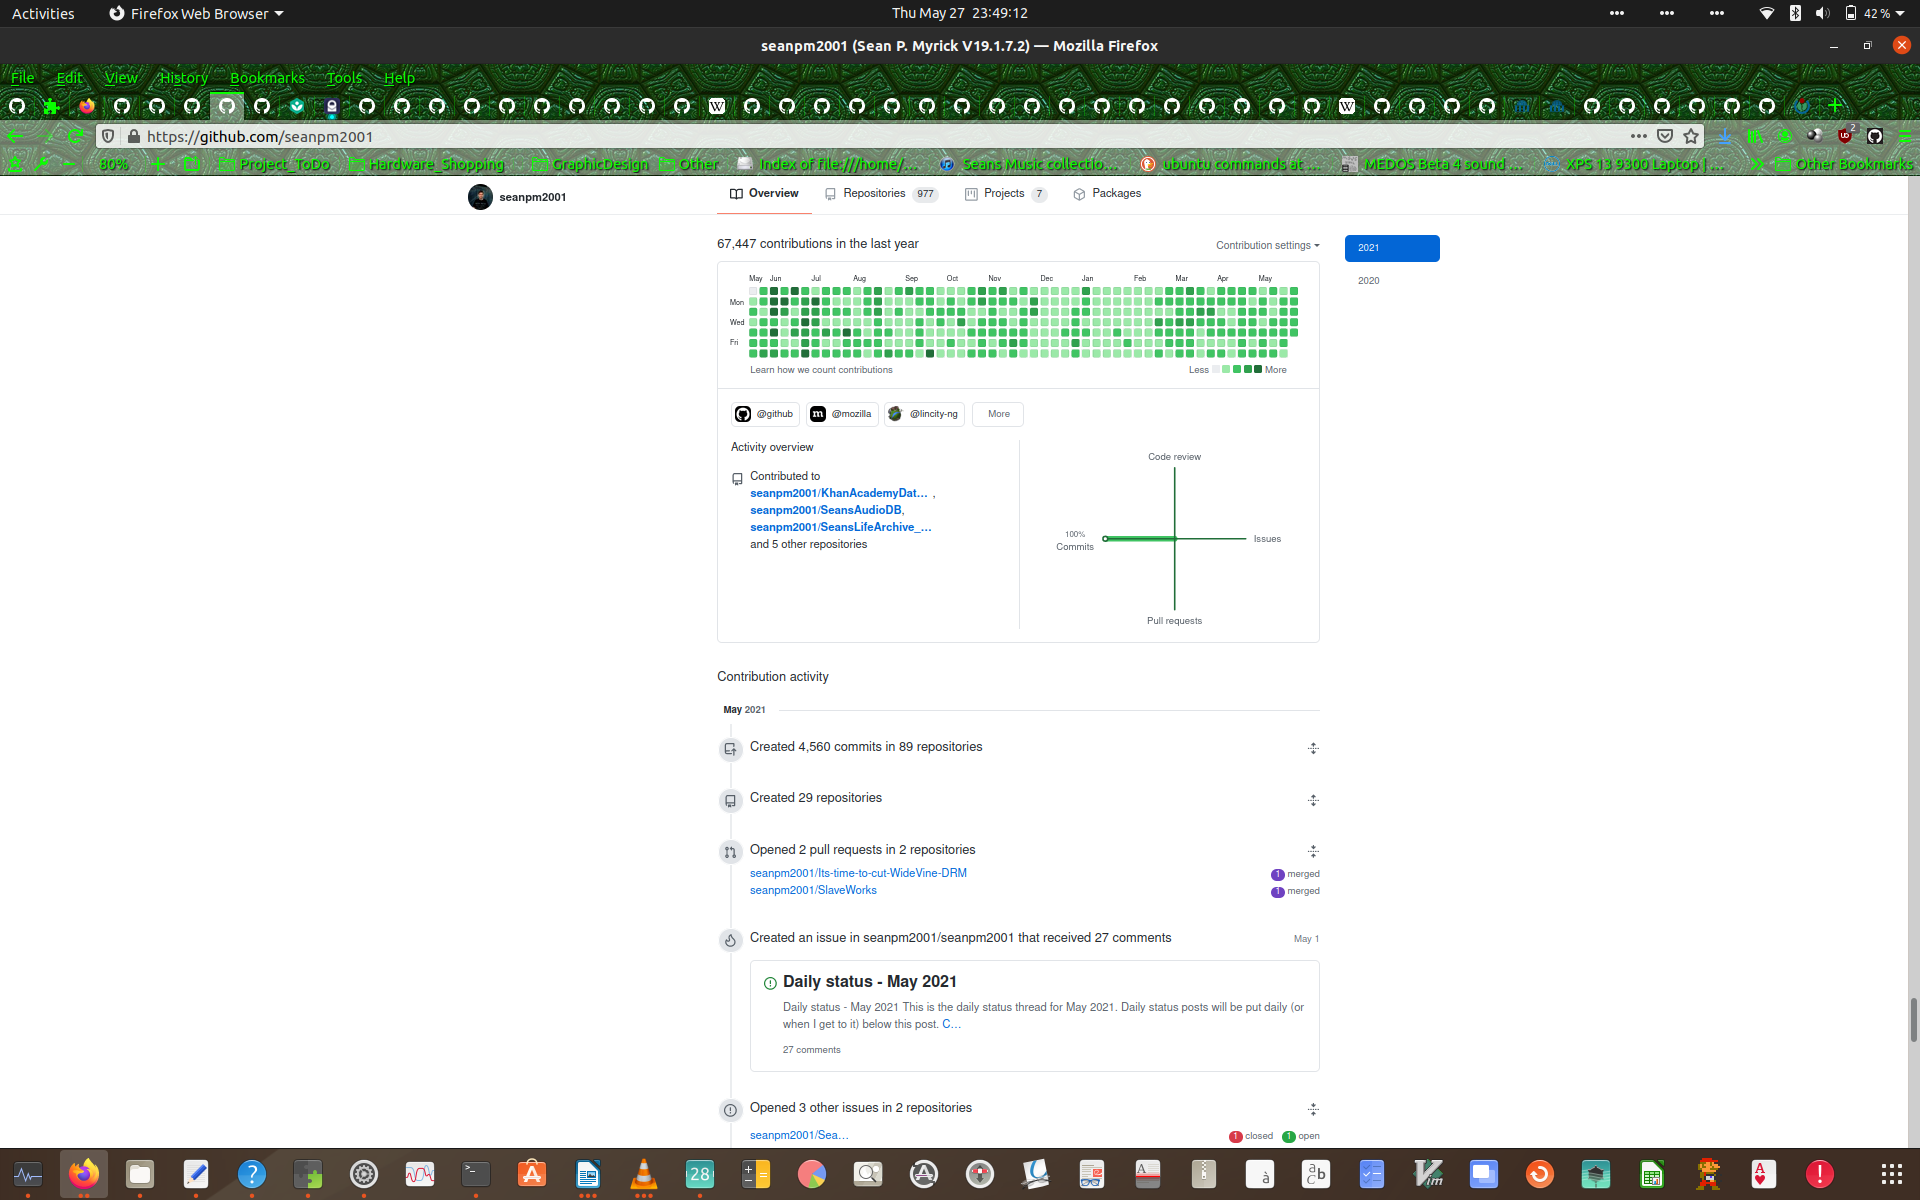 Activities
Firefox Web Browser
Thu May 27 23:49:12
42 %
seanpm2001 (Sean P. Myrick V19.1.7.2) — Mozilla Firefox
File Edit View History Bookmarks Tools Help
https://github.com/seanpm2001
2
80%
Project_ToDo
Hardware_Shopping
GraphicDesign
Other
Index of file:///home/…
Seans Music collectio…
ubuntu commands at …
MEDOS Beta 4 sound …
XPS 13 9300 Laptop | …
Other Bookmarks
seanpm2001
Overview
Repositories 977
Projects 7
Packages
67,447 contributions in the last year
Contribution settings
2021
2020
May Jun Jul Aug Sep Oct Nov Dec Jan Feb Mar Apr May
Mon
Wed
Fri
Learn how we count contributions
Less
More
@github
@mozilla
@lincity-ng
More
Activity overview
Contributed to
seanpm2001/KhanAcademyDat… ,
seanpm2001/SeansAudioDB,
seanpm2001/SeansLifeArchive_…
and 5 other repositories
Code review
100%
Commits
Issues
Pull requests
Contribution activity
May 2021
Created 4,560 commits in 89 repositories
Created 29 repositories
Opened 2 pull requests in 2 repositories
seanpm2001/Its-time-to-cut-WideVine-DRM
1 merged
seanpm2001/SlaveWorks
1 merged
Created an issue in seanpm2001/seanpm2001 that received 27 comments
May 1
Daily status - May 2021
Daily status - May 2021 This is the daily status thread for May 2021. Daily status posts will be put daily (or
when I get to it) below this post. C…
27 comments
Opened 3 other issues in 2 repositories
seanpm2001/Sea…
1 closed
1 open
28